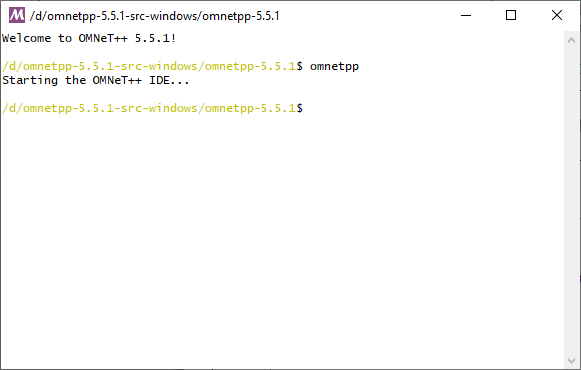 /d/omnetpp-5.5.1-src-windows/omnetpp-5.5.1
Welcome to OMNeT++ 5.5.1!
/d/omnetpp-5.5.1-src-windows/omnetpp-5.5.1$ omnetpp
Starting the OMNeT++ IDE...
/d/omnetpp-5.5.1-src-windows/omnetpp-5.5.1$